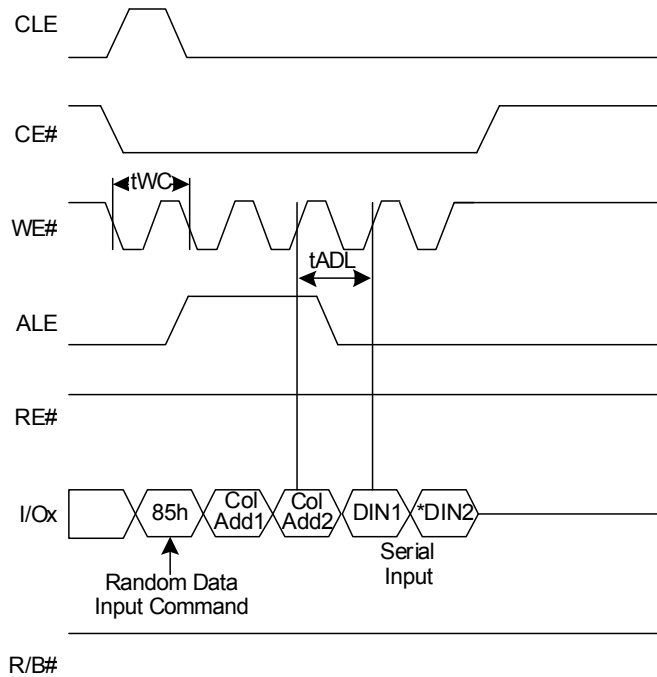 CLE
CE#
tWC
WE#
tADL
ALE
RE#
I/Ox
85h
Col
Add1
Col
Add2
DIN1
*DIN2
Serial
Input
Random Data
Input Command
R/B#